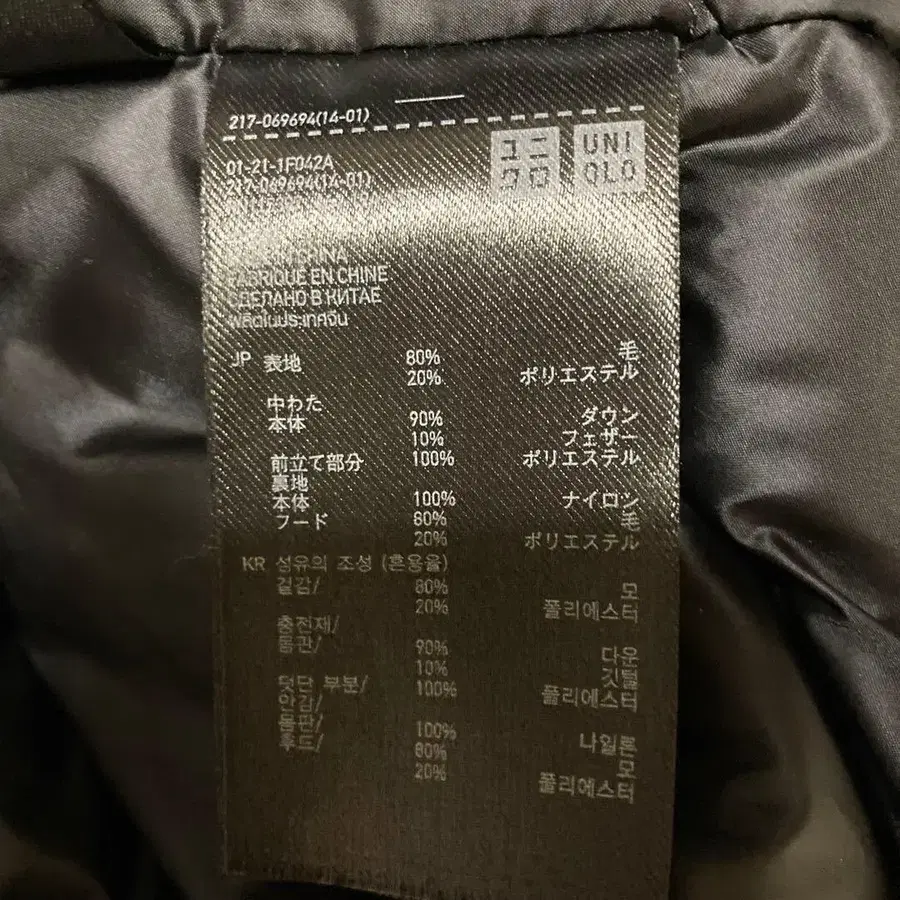 217-069694(14-01)
01-21-1F042A
217-069694(14-01)
ユニ
クロ
UNI
QLO
IN CHINA
FABRIQUE EN CHINE
СДЕЛАНО В КИТАЕ
ผลิตในประเทศจีน
JP 表地 80% 毛
20% ポリエステル
中わた
本体 90% ダウン
10% フェザー
前立て部分 100% ポリエステル
裏地
本体 100% ナイロン
フード 80% 毛
20% ポリエステル
KR 섬유의 조성 (혼용율)
겉감/ 80% 모
20% 폴리에스터
충전재/
몸판/ 90% 다운
10% 깃털
덧단 부분/ 100% 폴리에스터
안감/
몸판/ 100% 나일론
후드/ 80% 모
20% 폴리에스터